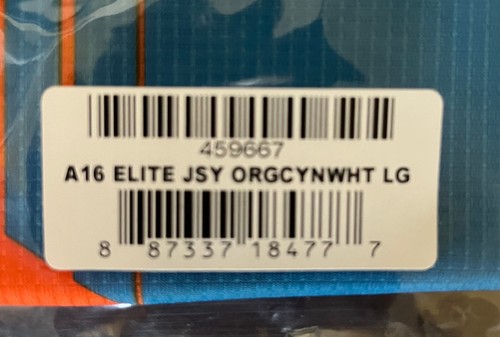 459667
A16 ELITE JSY ORGCYNWHT LG
8 87337 18477 7